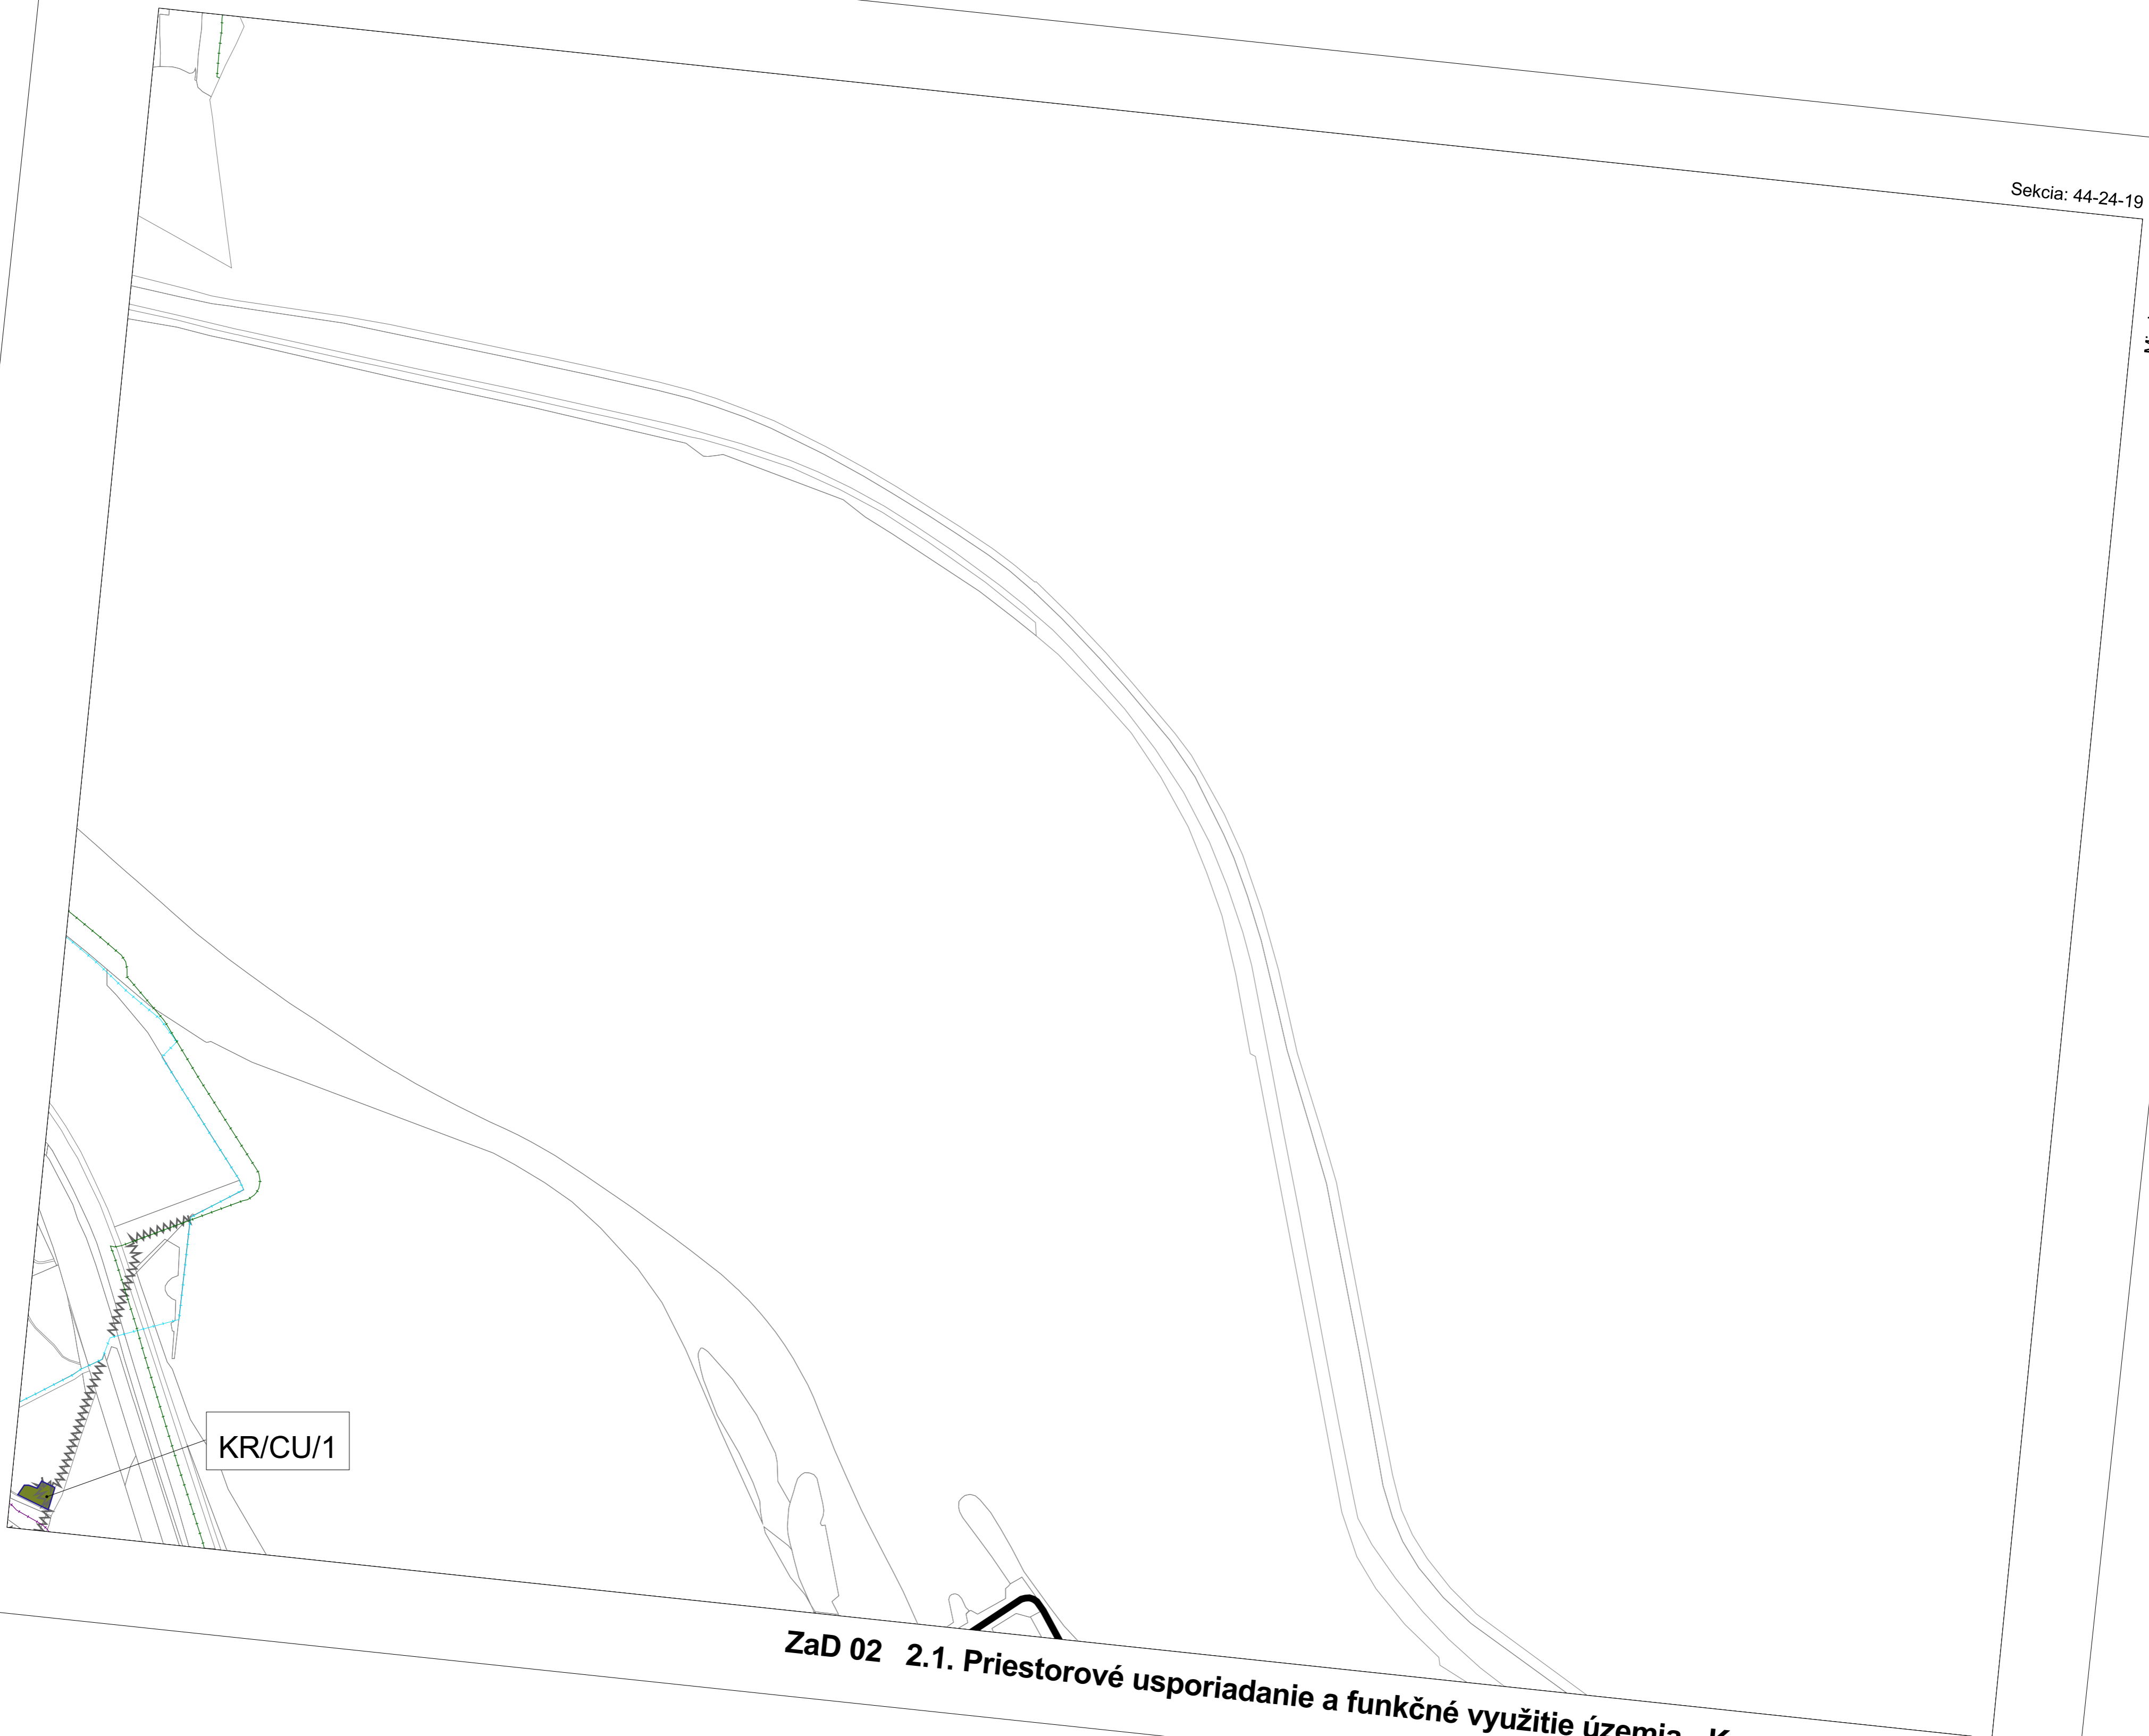 Sekcia: 44-24-19
KR/CU/1
ZaD 02 2.1. Priestorové usporiadanie a funkčné využitie územia